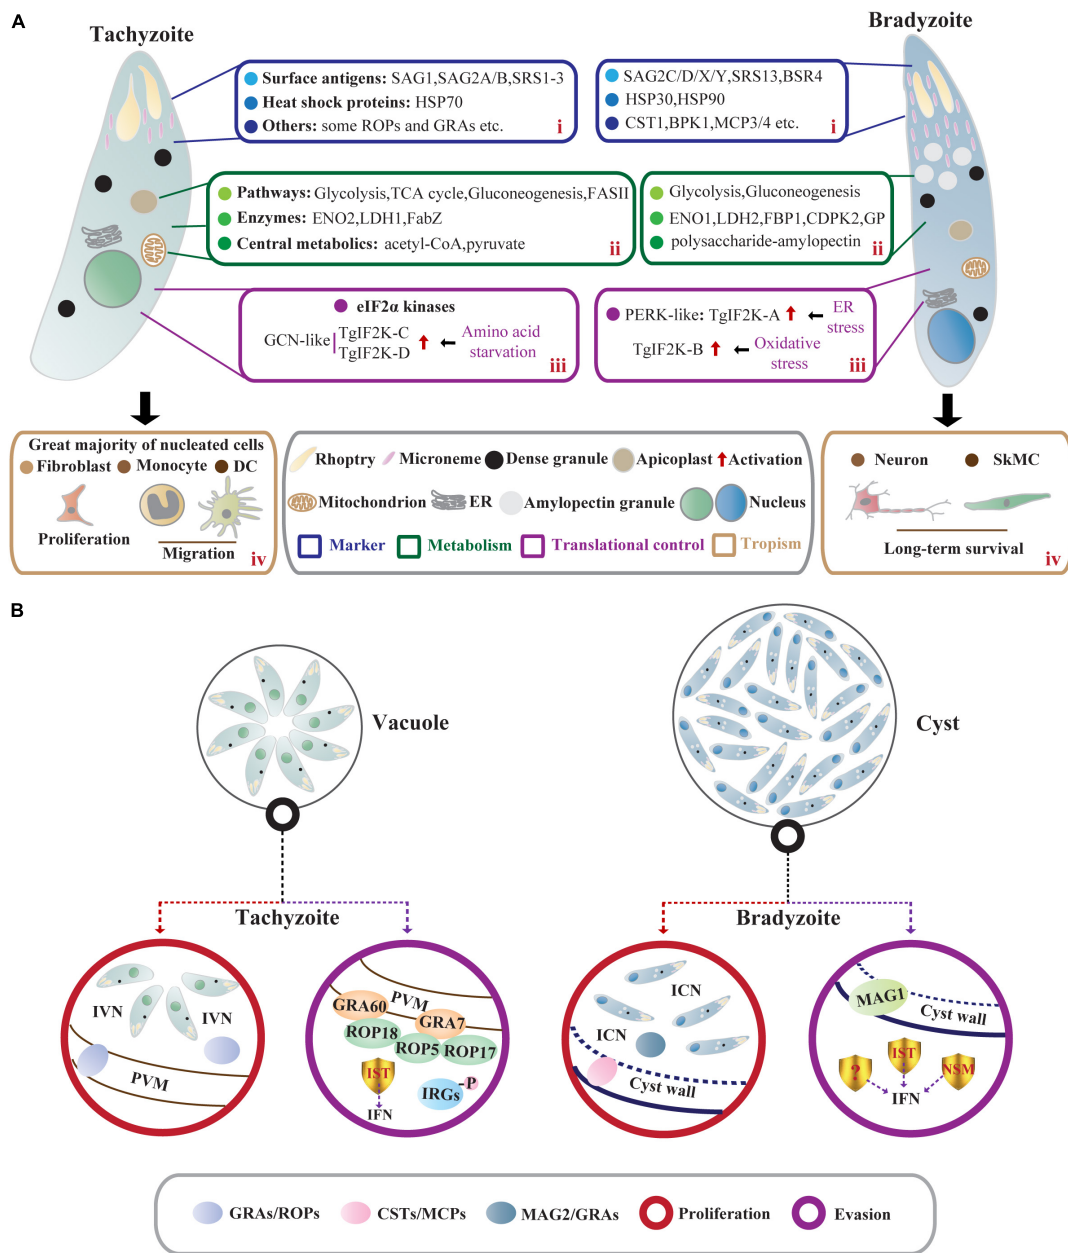 A
Tachyzoite
Bradyzoite
Surface antigens: SAG1,SAG2A/B,SRS1-3
Heat shock proteins: HSP70
Others: some ROPs and GRAs etc.
i
SAG2C/D/X/Y,SRS13,BSR4
HSP30,HSP90
CST1,BPK1,MCP3/4 etc.
i
Pathways: Glycolysis,TCA cycle,Gluconeogenesis,FASII
Enzymes: ENO2,LDH1,FabZ
Central metabolics: acetyl-CoA,pyruvate
ii
Glycolysis,Gluconeogenesis
ENO1,LDH2,FBP1,CDPK2,GP
polysaccharide-amylopectin
ii
eIF2α kinases
GCN-like
TgIF2K-C
TgIF2K-D
Amino acid
starvation
iii
PERK-like: TgIF2K-A
ER
stress
TgIF2K-B
Oxidative
stress
iii
Great majority of nucleated cells
Fibroblast Monocyte DC
Proliferation
Migration
iv
Rhoptry Microneme Dense granule Apicoplast Activation
Mitochondrion ER Amylopectin granule Nucleus
Marker Metabolism Translational control Tropism
Neuron SkMC
Long-term survival
iv
B
Vacuole
Cyst
Tachyzoite
Bradyzoite
IVN
IVN
PVM
PVM
GRA60
GRA7
ROP18
ROP5
ROP17
IST
IFN
IRGs
P
ICN
ICN
Cyst wall
MAG1
Cyst wall
?
IST
NSM
IFN
GRAs/ROPs CSTs/MCPs MAG2/GRAs Proliferation Evasion